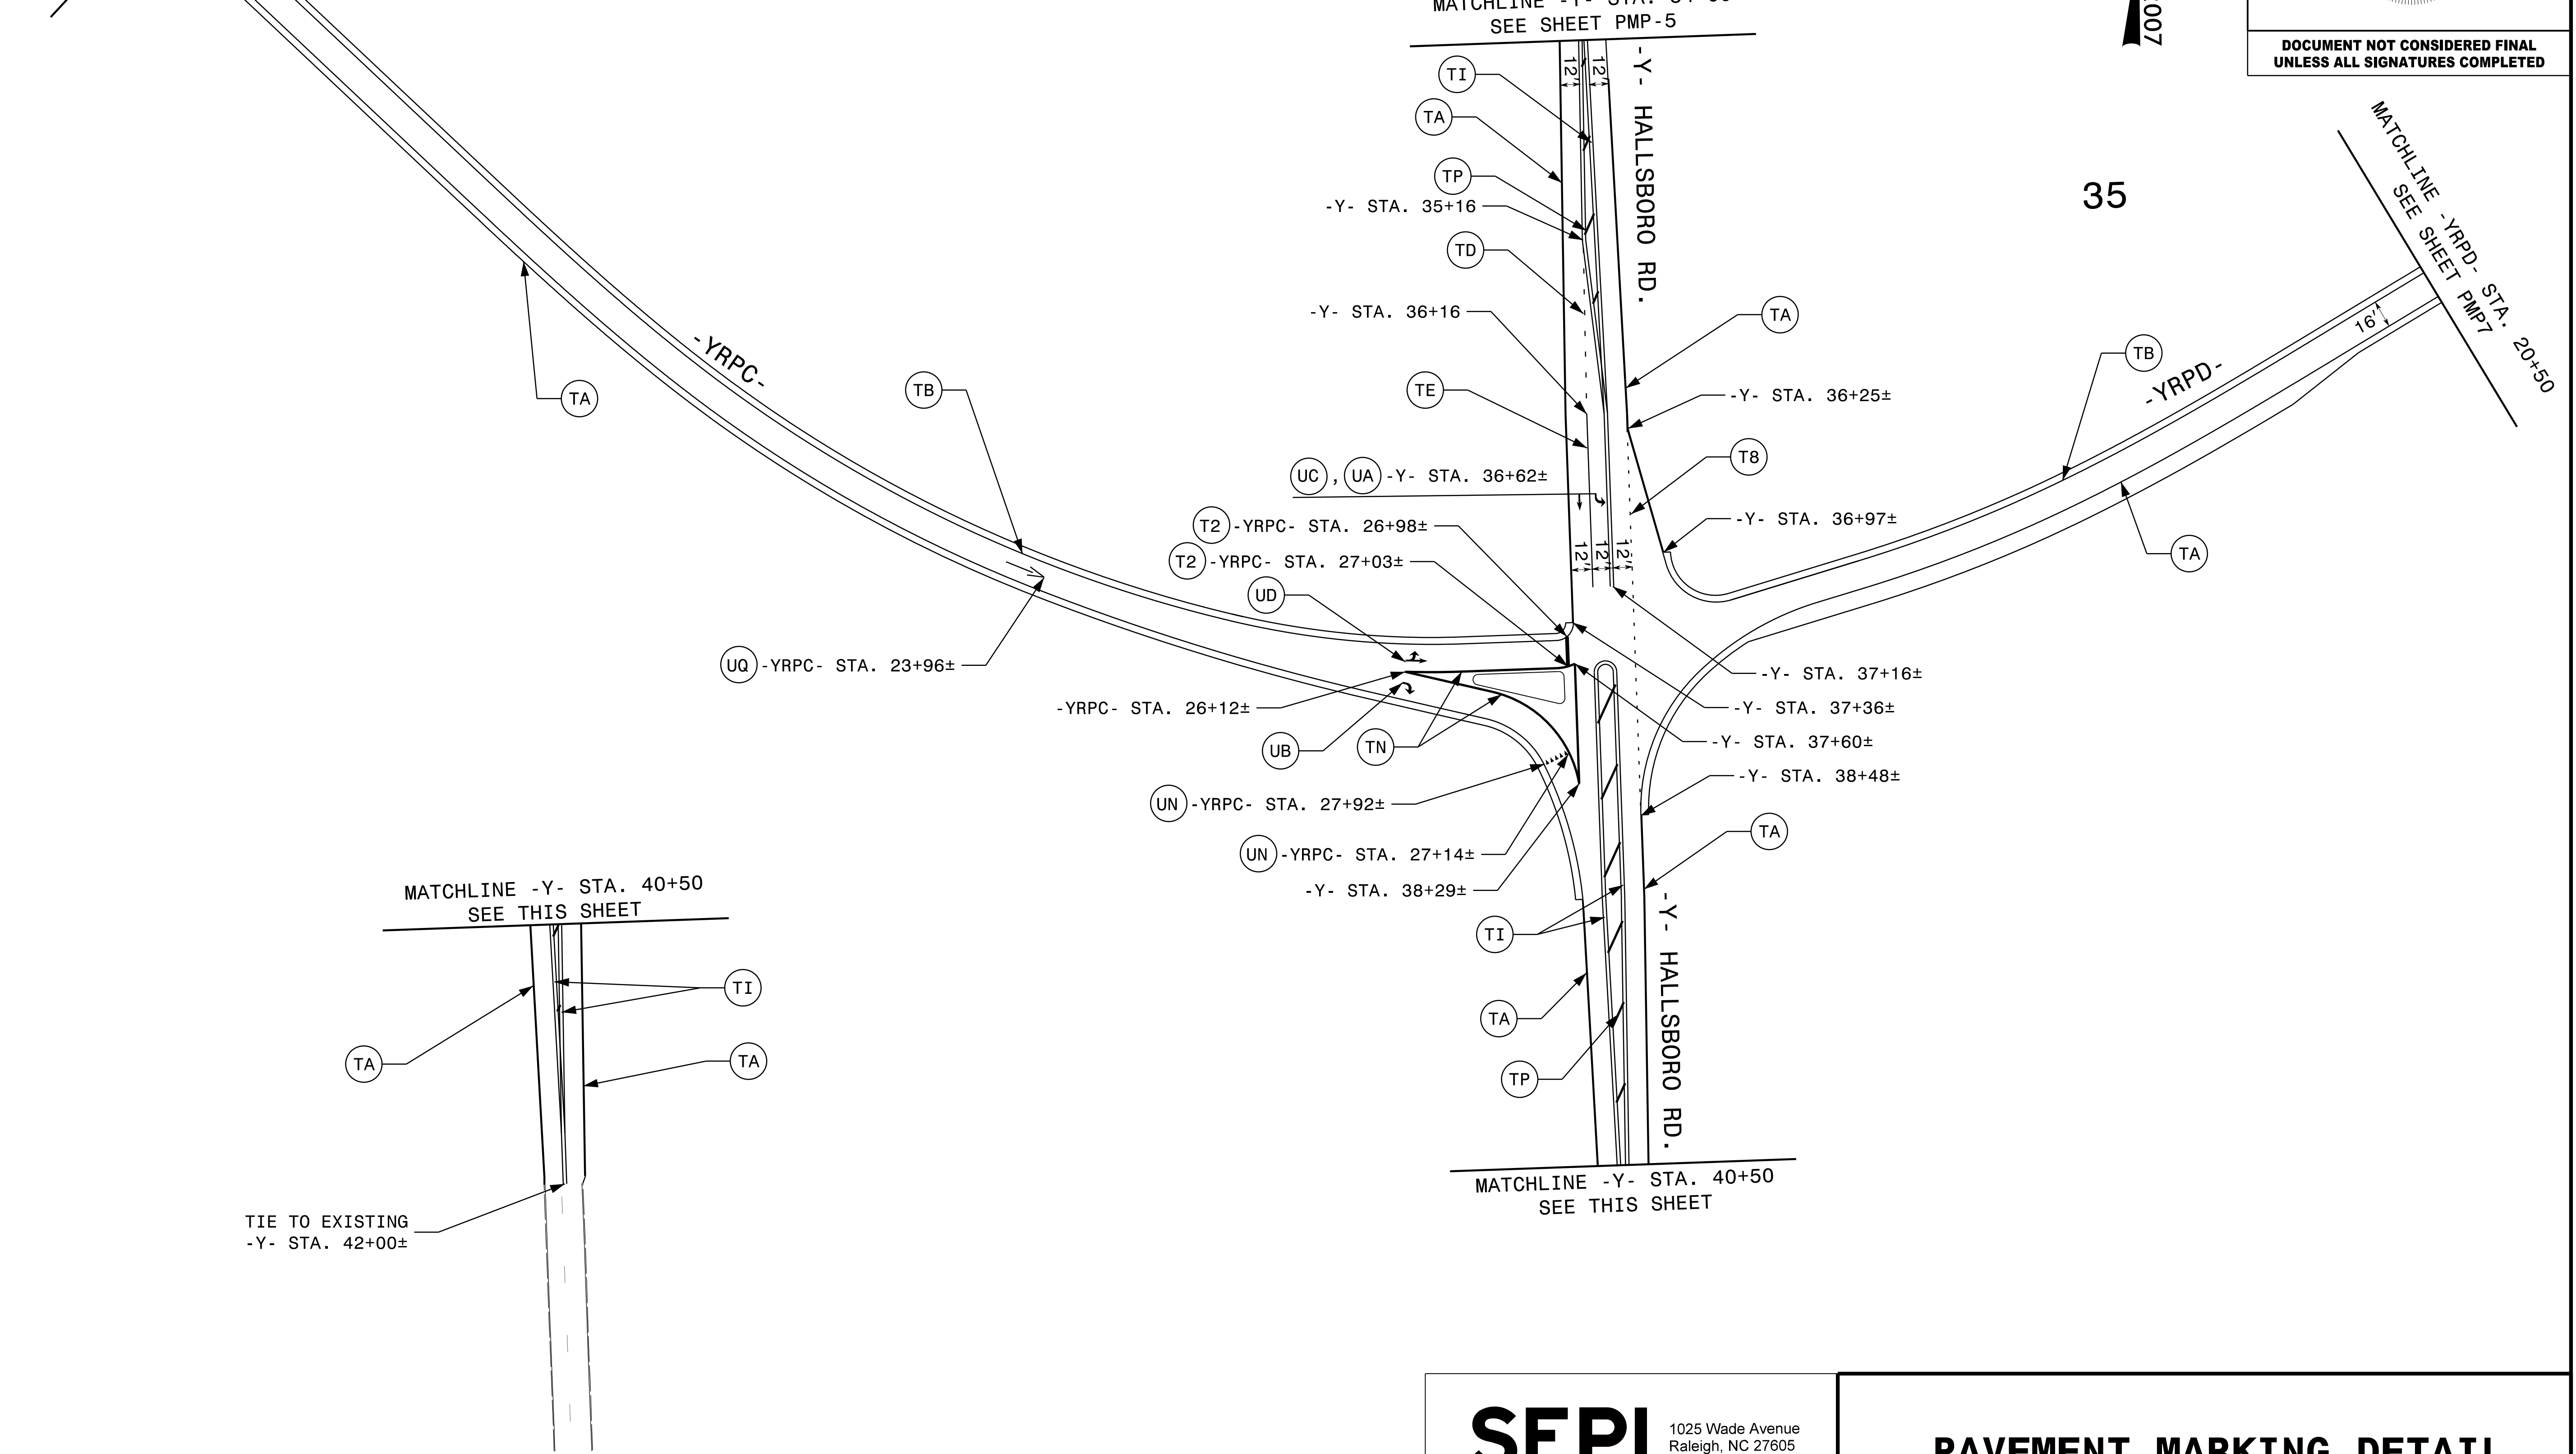 SEE SHEET PMP-5
007
DOCUMENT NOT CONSIDERED FINAL
UNLESS ALL SIGNATURES COMPLETED
12'
12'
-Y- HALLSBORO RD.
TI
TA
TP
-Y- STA. 35+16
TD
-Y- STA. 36+16
TE
UC , UA -Y- STA. 36+62±
T2 -YRPC- STA. 26+98±
T2 -YRPC- STA. 27+03±
UD
12'
12'
12'
35
MATCHLINE -YRPD- STA. 20+50
SEE SHEET PMP7
16'
TB
-YRPD-
TA
TA
-Y- STA. 36+25±
T8
-Y- STA. 36+97±
-YRPC-
TA
TB
UQ -YRPC- STA. 23+96±
-YRPC- STA. 26+12±
UB
TN
UN -YRPC- STA. 27+92±
UN -YRPC- STA. 27+14±
-Y- STA. 38+29±
-Y- STA. 37+16±
-Y- STA. 37+36±
-Y- STA. 37+60±
-Y- STA. 38+48±
TA
TI
TA
TP
-Y- HALLSBORO RD.
MATCHLINE -Y- STA. 40+50
SEE THIS SHEET
MATCHLINE -Y- STA. 40+50
SEE THIS SHEET
TI
TA
TA
TIE TO EXISTING
-Y- STA. 42+00±
SEPI
1025 Wade Avenue
Raleigh, NC 27605
PAVEMENT MARKING DETAIL